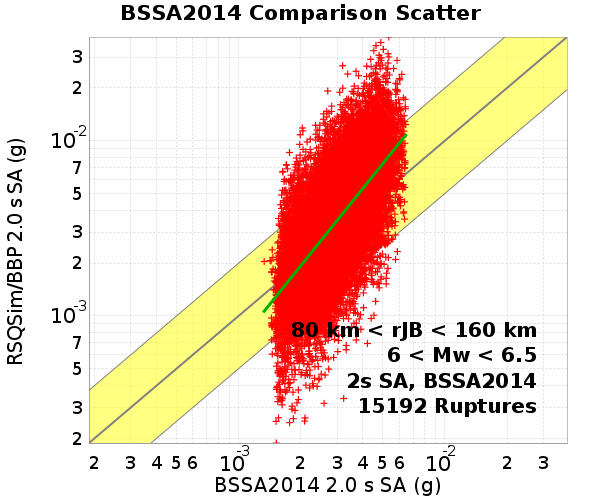 BSSA2014 Comparison Scatter
RSQSim/BBP 2.0 s SA (g)
3
2
10-2
7
5
3
2
10-3
7
5
3
2
80 km < rJB < 160 km
6 < Mw < 6.5
2s SA, BSSA2014
15192 Ruptures
2 3 4 5 6 10-3 2 3 4 5 6 10-2 2 3
BSSA2014 2.0 s SA (g)